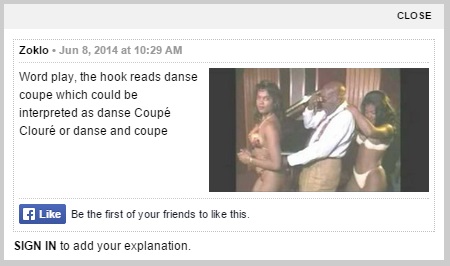 CLOSE
Zoklo • Jun 8, 2014 at 10:29 AM
Word play, the hook reads danse
coupe which could be
interpreted as danse Coupé
Clouré or danse and coupe
f Like Be the first of your friends to like this.
SIGN IN to add your explanation.